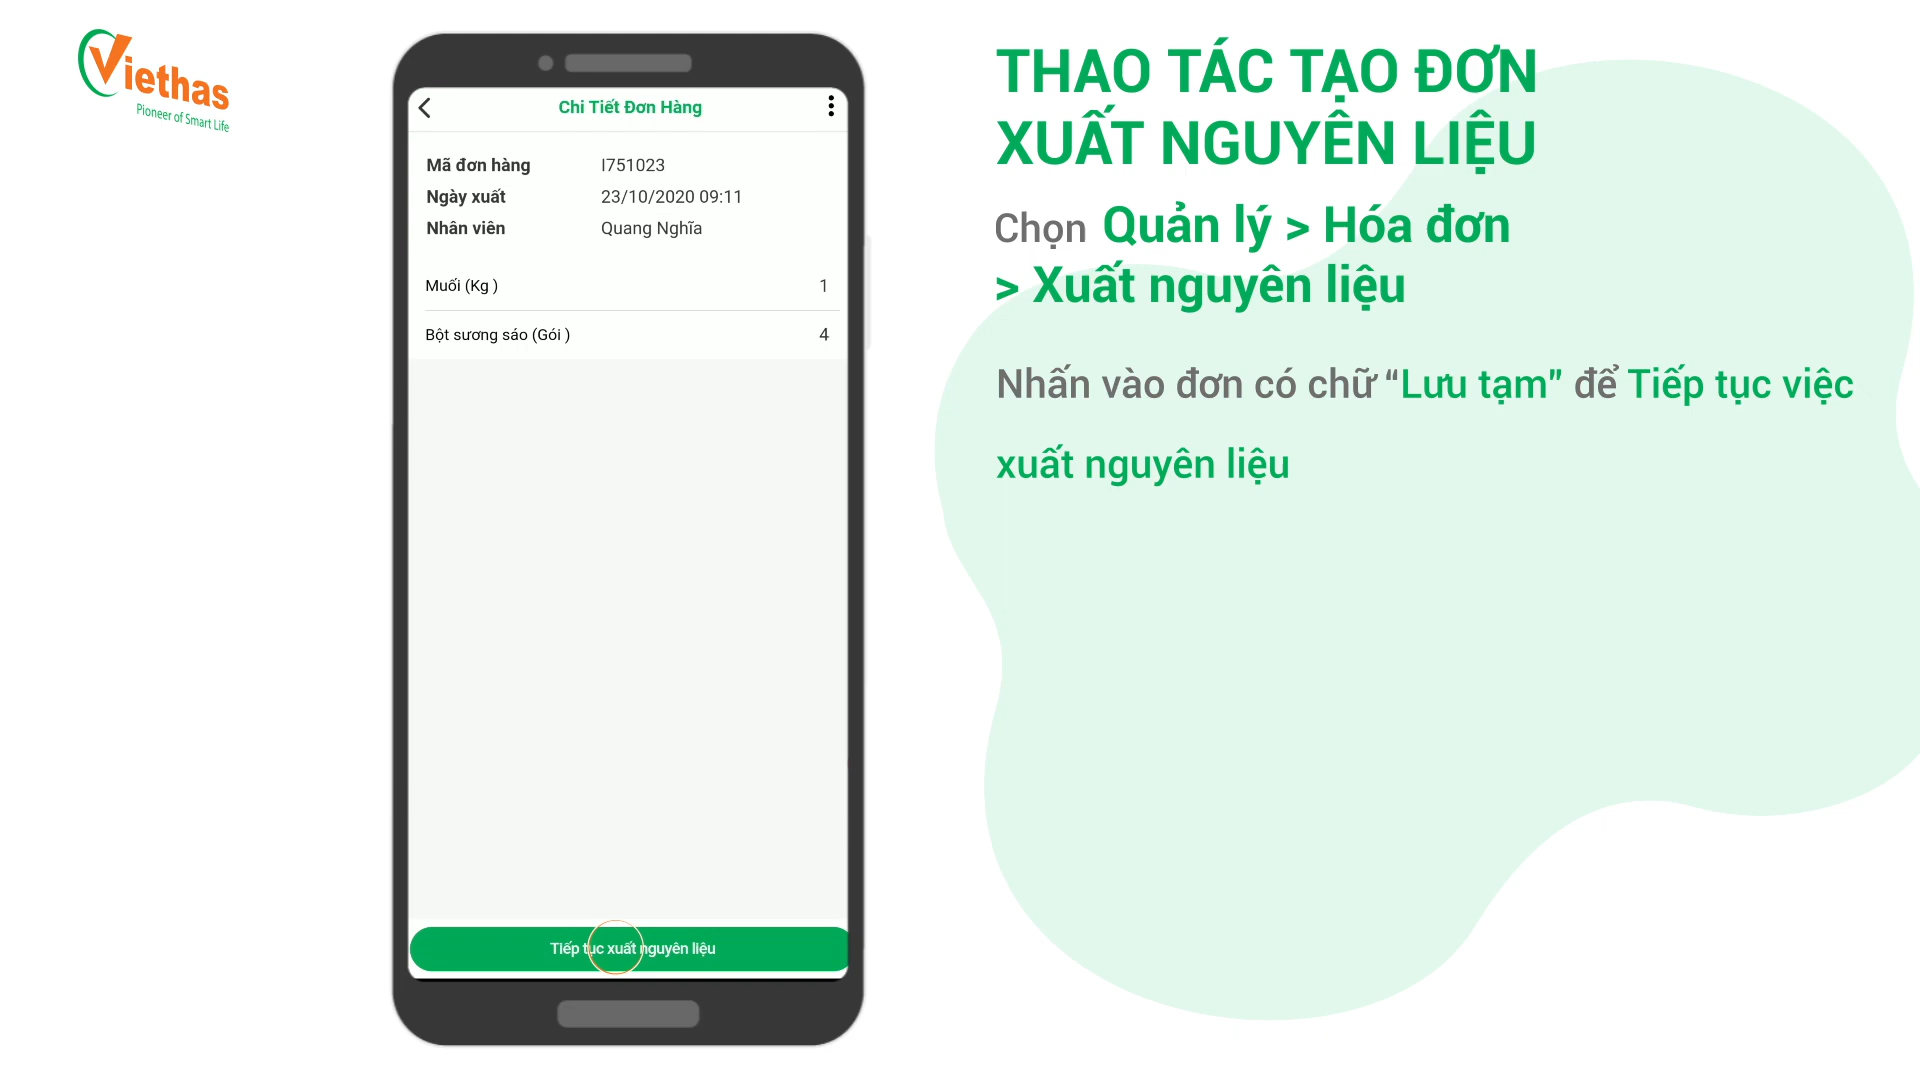 Viethas
Pioneer of Smart Life
Chi Tiết Đơn Hàng
Mã đơn hàng I751023
Ngày xuất 23/10/2020 09:11
Nhân viên Quang Nghĩa
Muối (Kg ) 1
Bột sương sáo (Gói ) 4
Tiếp tục xuất nguyên liệu
THAO TÁC TẠO ĐƠN
XUẤT NGUYÊN LIỆU
Chọn Quản lý > Hóa đơn
> Xuất nguyên liệu
Nhấn vào đơn có chữ “Lưu tạm” để Tiếp tục việc
xuất nguyên liệu